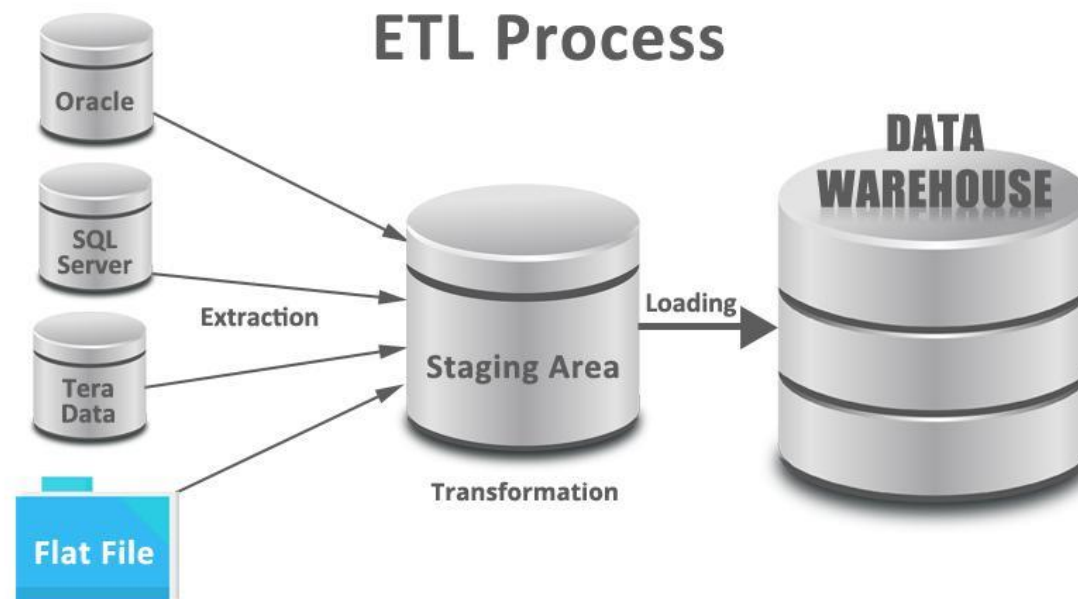 ETL Process
Oracle
SQL
Server
Tera
Data
Flat File
Extraction
Staging Area
Transformation
Loading
DATA
WAREHOUSE